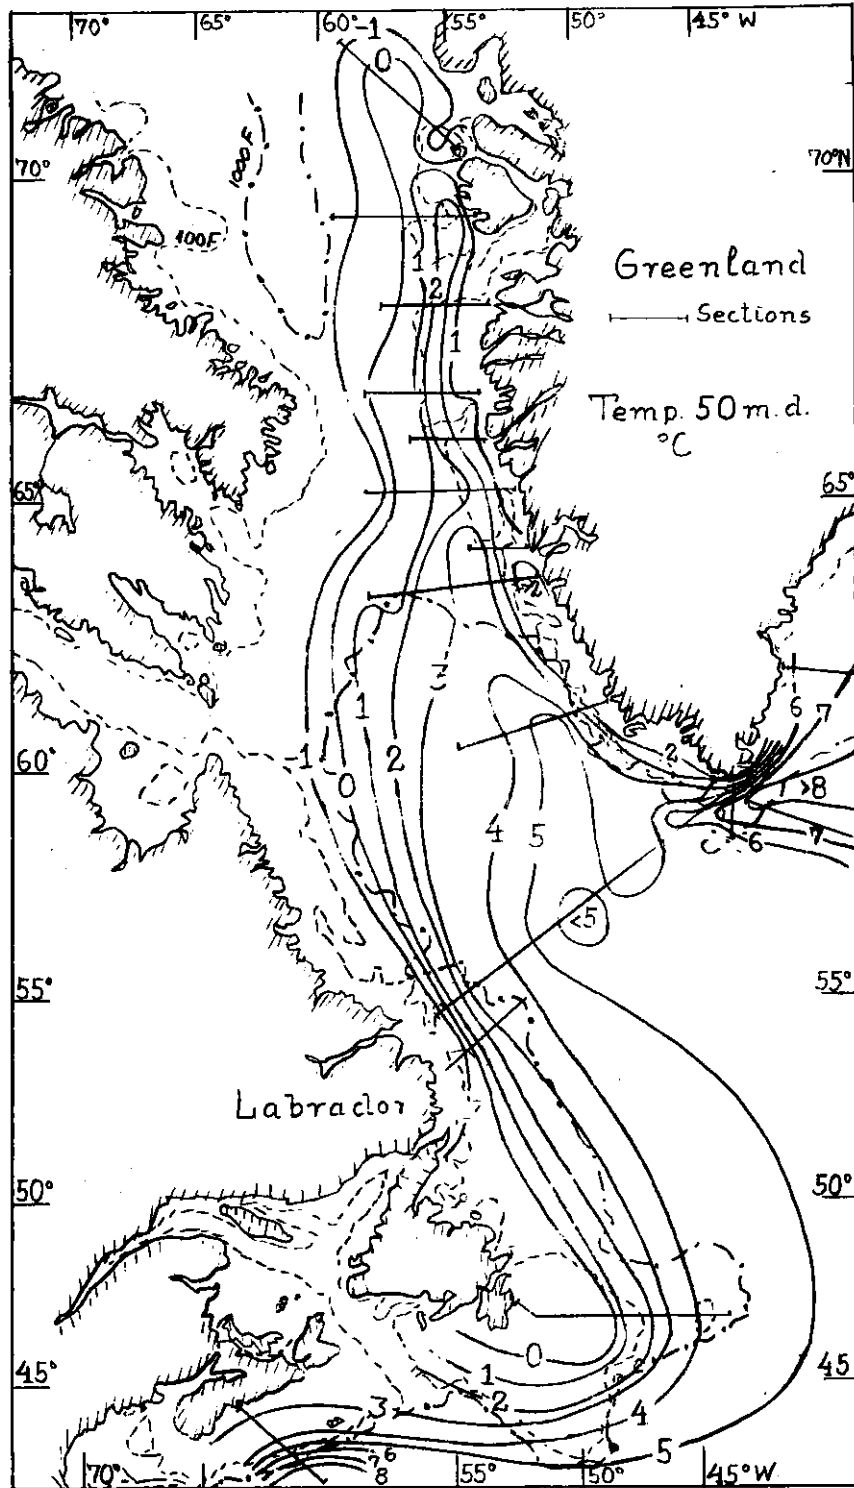 70° 65° 60° -1 55° 50° 45° W
0
1000F
70° 70°N
100F
1 Greenland
2 Sections
1
Temp. 50 m.d.
°C
65° 65°
3
1 6 7
2 2
60° -1 0 >8
4 5 7
6
<5
55° 55°
Labrador
50° 50°
0
45° 1 45
2 3 4
5
6
7
8
70° 55° 50° 45° W